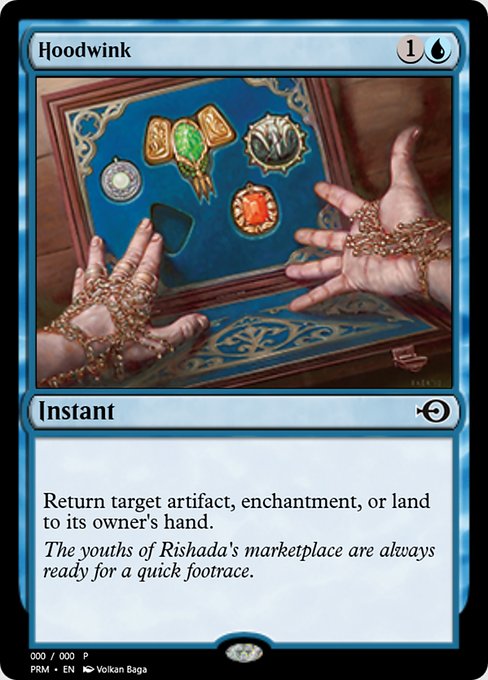 Hoodwink 1
Instant
Return target artifact, enchantment, or land
to its owner's hand.
The youths of Rishada's marketplace are always
ready for a quick footrace.
000 / 000 P
PRM • EN Volkan Baga